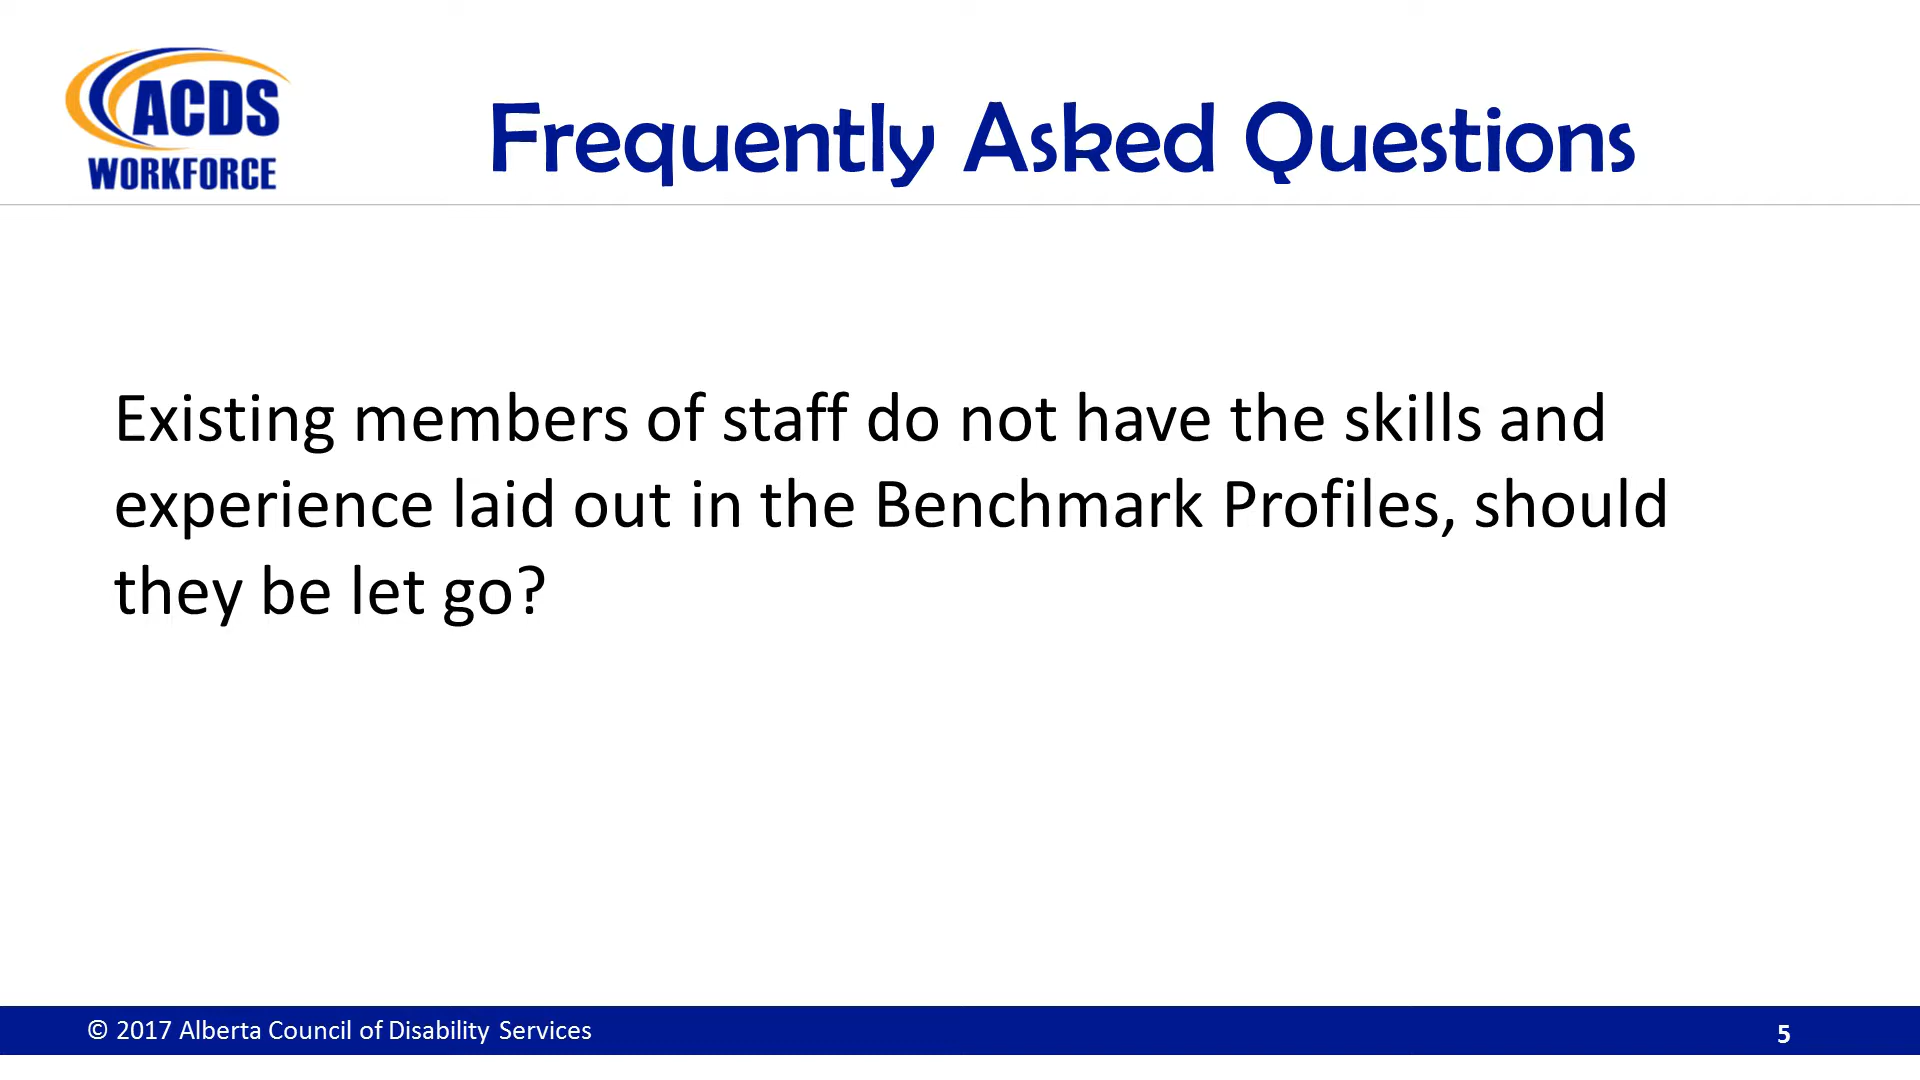 ACDS
WORKFORCE
Frequently Asked Questions
Existing members of staff do not have the skills and
experience laid out in the Benchmark Profiles, should
they be let go?
© 2017 Alberta Council of Disability Services
5